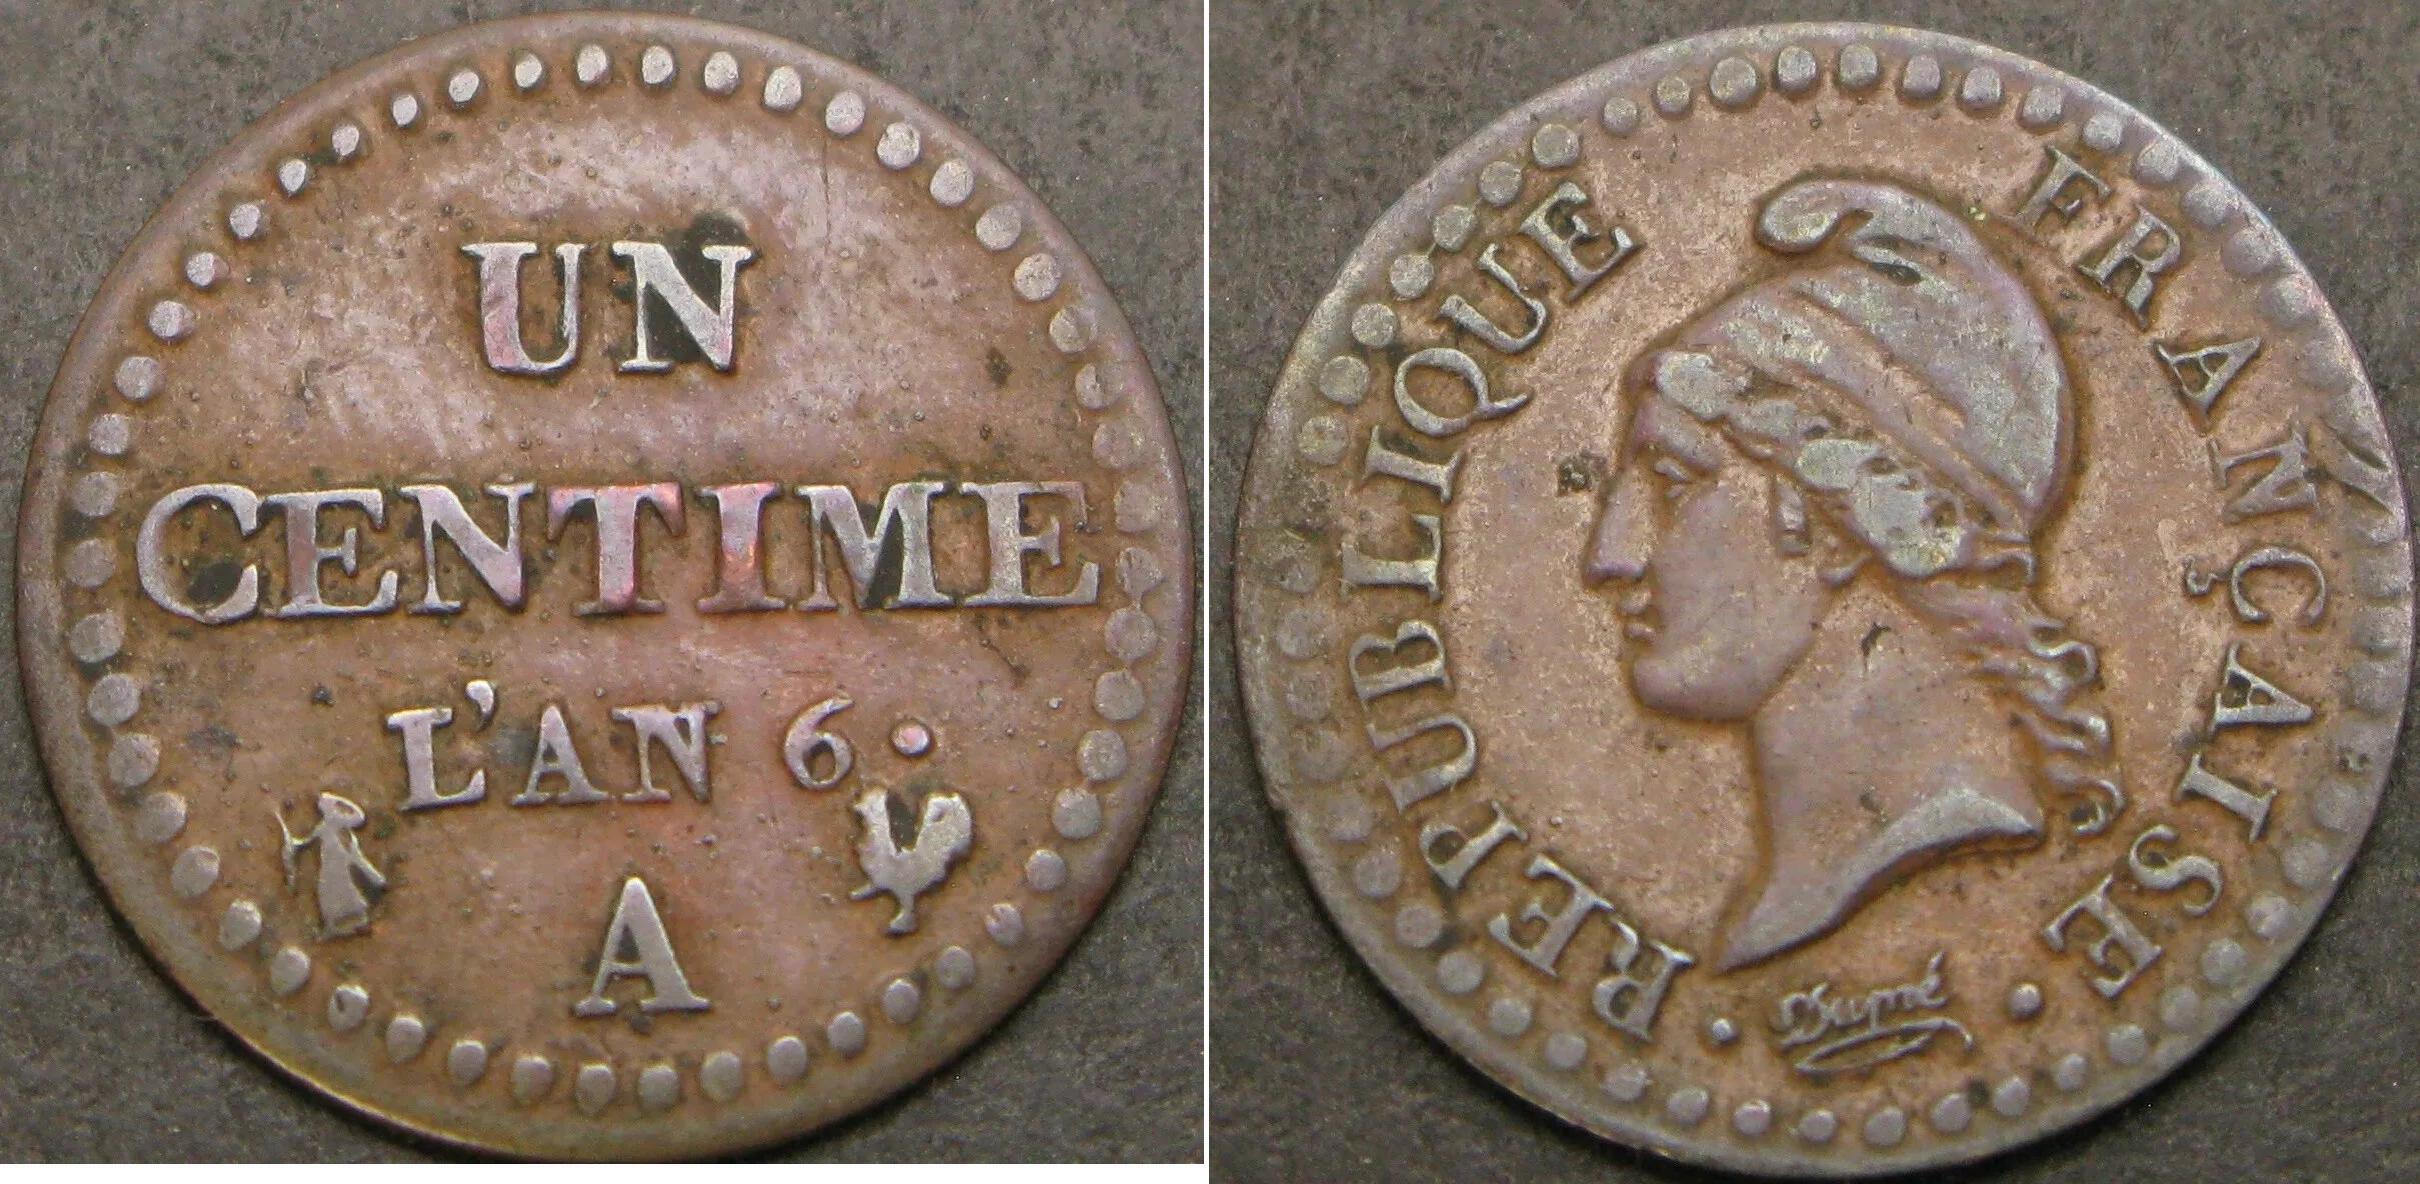 UN
CENTIME
L'AN 6.
A
REPUBLIQUE FRANÇAISE
Dupré